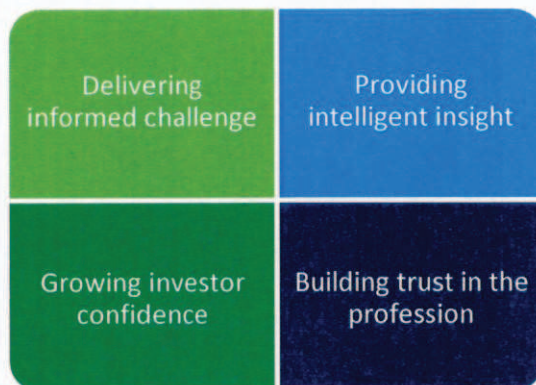 Delivering
informed challenge
Providing
intelligent insight
Growing investor
confidence
Building trust in the
profession